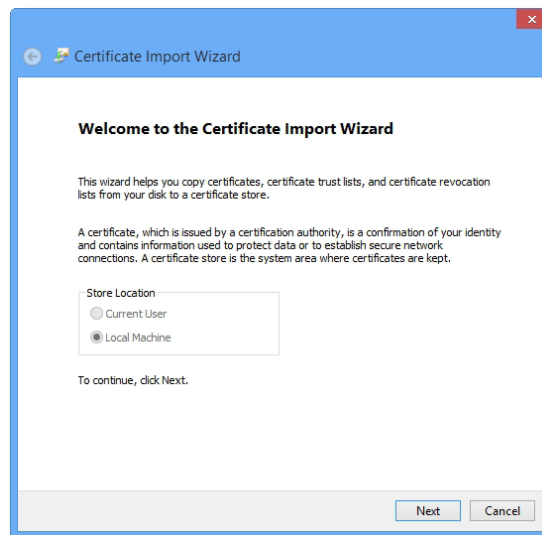 Certificate Import Wizard
Welcome to the Certificate Import Wizard
This wizard helps you copy certificates, certificate trust lists, and certificate revocation
lists from your disk to a certificate store.
A certificate, which is issued by a certification authority, is a confirmation of your identity
and contains information used to protect data or to establish secure network
connections. A certificate store is the system area where certificates are kept.
Store Location
Current User
Local Machine
To continue, click Next.
Next Cancel